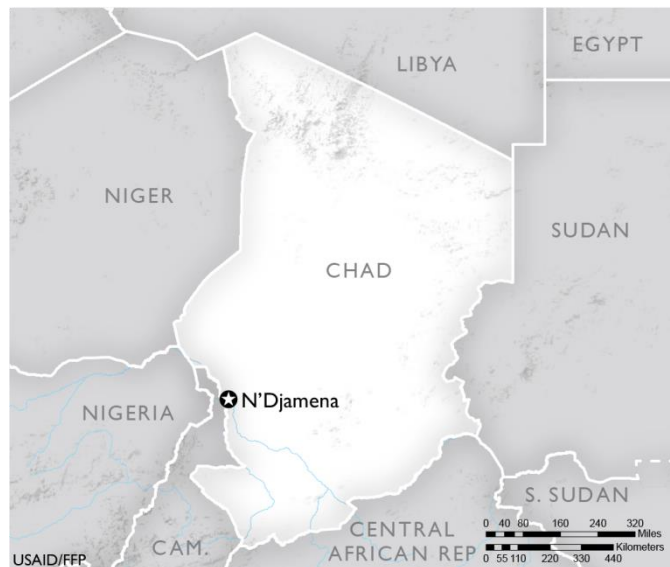 EGYPT
LIBYA
NIGER
SUDAN
CHAD
N'Djamena
NIGERIA
S. SUDAN
CENTRAL
AFRICAN REP
CAM.
0 40 80 160 240 320
Miles
Kilometers
0 55 110 220 330 440
USAID/FFP